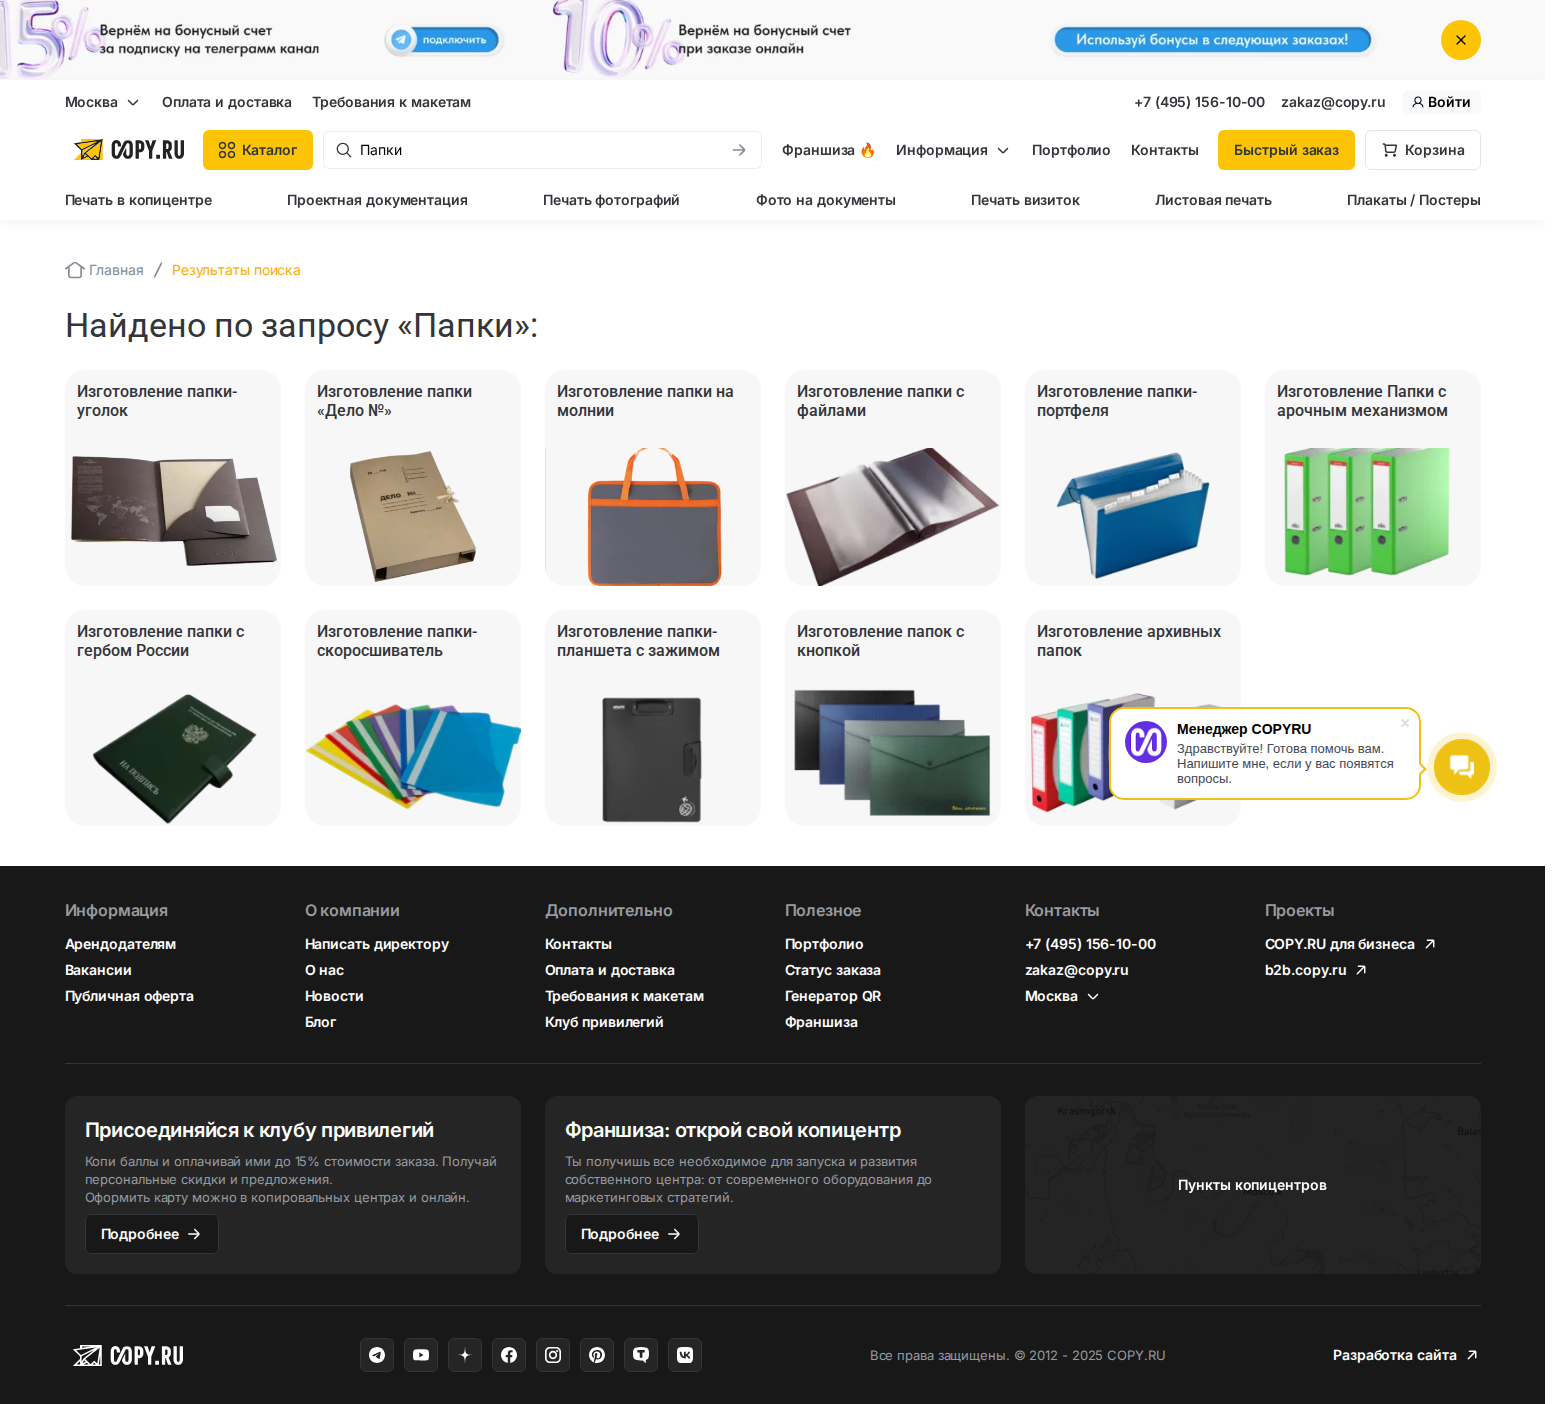 15%
Вернём на бонусный счет
за подписку на телеграмм канал
подключить
10%
Вернём на бонусный счет
при заказе онлайн
Используй бонусы в следующих заказах!
Москва
Оплата и доставка
Требования к макетам
+7 (495) 156-10-00
zakaz@copy.ru
Войти
COPY.RU
Каталог
Папки
Франшиза 🔥
Информация
Портфолио
Контакты
Быстрый заказ
Корзина
Печать в копицентре
Проектная документация
Печать фотографий
Фото на документы
Печать визиток
Листовая печать
Плакаты / Постеры
Главная / Результаты поиска
Найдено по запросу «Папки»:
Изготовление папки-
уголок
Изготовление папки
«Дело №»
ДЕЛО №
Изготовление папки на
молнии
Изготовление папки с
файлами
Изготовление папки-
портфеля
Изготовление Папки с
арочным механизмом
Изготовление папки с
гербом России
НА ПОДПИСЬ
Изготовление папки-
скоросшиватель
Изготовление папки-
планшета с зажимом
Изготовление папок с
кнопкой
Изготовление архивных
папок
Менеджер COPYRU
Здравствуйте! Готова помочь вам.
Напишите мне, если у вас появятся
вопросы.
Информация
Арендодателям
Вакансии
Публичная оферта
О компании
Написать директору
О нас
Новости
Блог
Дополнительно
Контакты
Оплата и доставка
Требования к макетам
Клуб привилегий
Полезное
Портфолио
Статус заказа
Генератор QR
Франшиза
Контакты
+7 (495) 156-10-00
zakaz@copy.ru
Москва
Проекты
COPY.RU для бизнеса
b2b.copy.ru
Присоединяйся к клубу привилегий
Копи баллы и оплачивай ими до 15% стоимости заказа. Получай
персональные скидки и предложения.
Оформить карту можно в копировальных центрах и онлайн.
Подробнее
Франшиза: открой свой копицентр
Ты получишь все необходимое для запуска и развития
собственного центра: от современного оборудования до
маркетинговых стратегий.
Подробнее
Krasnogorsk
Пункты копицентров
COPY.RU
Все права защищены. © 2012 - 2025 COPY.RU
Разработка сайта